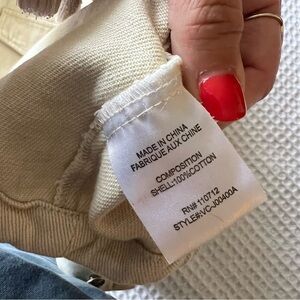 MADE IN CHINA
FABRIQUE AUX CHINE
COMPOSITION
SHELL:100%COTTON
RN# 110712
STYLE#:VC-J00400A